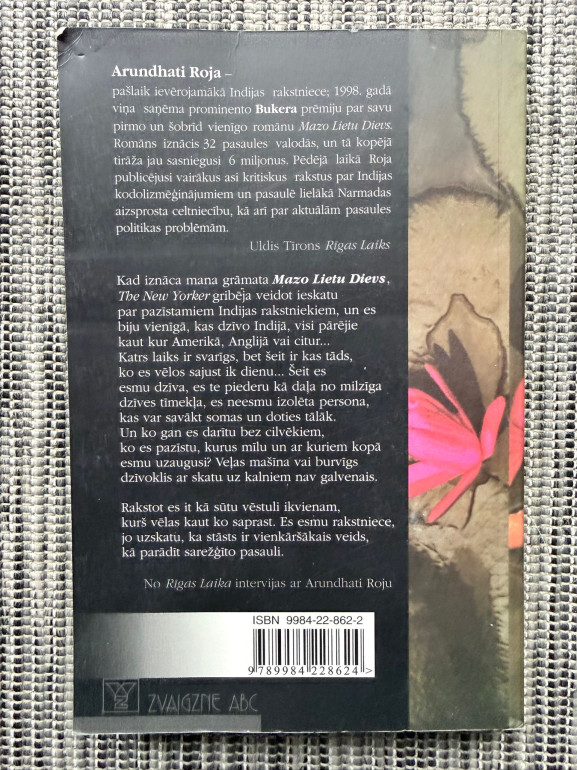 Arundhati Roja –
pašlaik ievērojamākā Indijas rakstniece; 1998. gadā
viņa saņēma prominento Bukera prēmiju par savu
pirmo un šobrīd vienīgo romānu Mazo Lietu Dievs.
Romāns iznācis 32 pasaules valodās, un tā kopējā
tirāža jau sasniegusi 6 miljonus. Pēdējā laikā Roja
publicējusi vairākus asi kritiskus rakstus par Indijas
kodolizmēģinājumiem un pasaulē lielākā Narmadas
aizsprosta celtniecību, kā arī par aktuālām pasaules
politikas problēmām.
Uldis Tirons Rīgas Laiks
Kad iznāca mana grāmata Mazo Lietu Dievs,
The New Yorker gribēja veidot ieskatu
par pazīstamiem Indijas rakstniekiem, un es
biju vienīgā, kas dzīvo Indijā, visi pārējie
kaut kur Amerikā, Anglijā vai citur...
Katrs laiks ir svarīgs, bet šeit ir kas tāds,
ko es vēlos sajust ik dienu... Šeit es
esmu dzīva, es te piederu kā daļa no milzīga
dzīves tīmekļa, es neesmu izolēta persona,
kas var savākt somas un doties tālāk.
Un ko gan es darītu bez cilvēkiem,
ko es pazīstu, kurus mīlu un ar kuriem kopā
esmu uzaugusi? Veļas mašīna vai burvīgs
dzīvoklis ar skatu uz kalniem nav galvenais.
Rakstot es it kā sūtu vēstuli ikvienam,
kurš vēlas kaut ko saprast. Es esmu rakstniece,
jo uzskatu, ka stāsts ir vienkāršākais veids,
kā parādīt sarežģīto pasauli.
No Rīgas Laika intervijas ar Arundhati Roju
ISBN 9984-22-862-2
9 789984 228624 >
ZVAIGZNE ABC